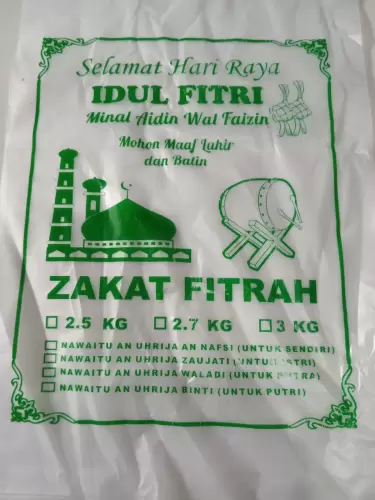 Selamat Hari Raya
IDUL FITRI
Minal Aidin Wal Faizin
Mohon Maaf Lahir
dan Batin
ZAKAT FITRAH
2.5 KG 2.7 KG 3 KG
NAWAITU AN UHRIJA AN NAFSI (UNTUK SENDIRI)
NAWAITU AN UHRIJA ZAUJATI (UNTUK ISTRI)
NAWAITU AN UHRIJA WALADI (UNTUK PUTRA)
NAWAITU AN UHRIJA BINTI (UNTUK PUTRI)